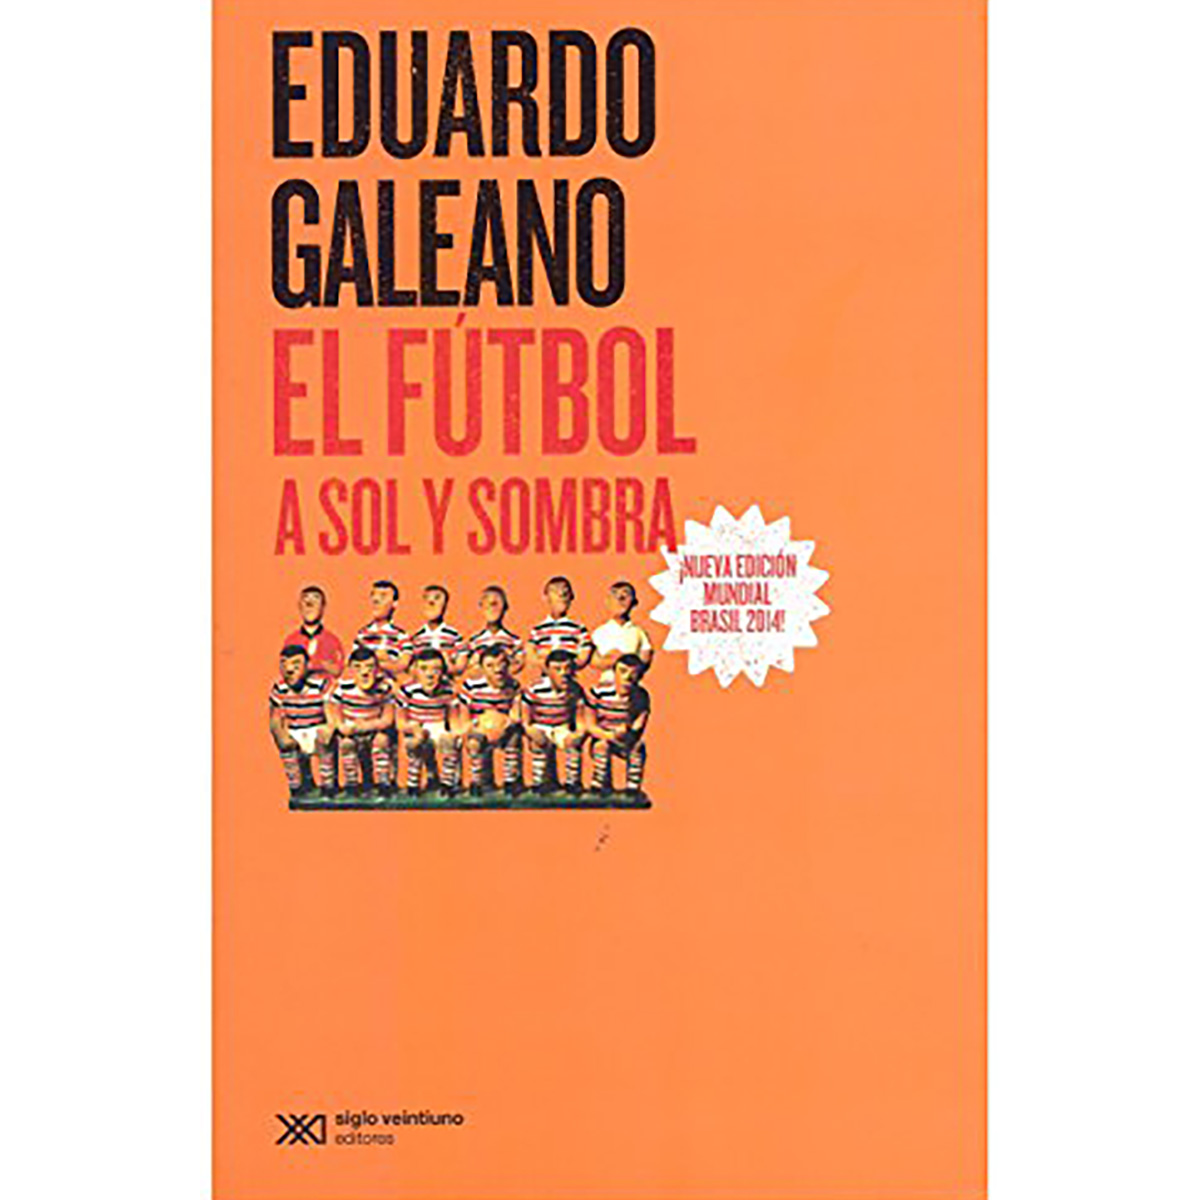 EDUARDO
GALEANO
EL FÚTBOL
A SOL Y SOMBRA
¡NUEVA EDICIÓN
MUNDIAL
BRASIL 2014!
siglo veintiuno
editores